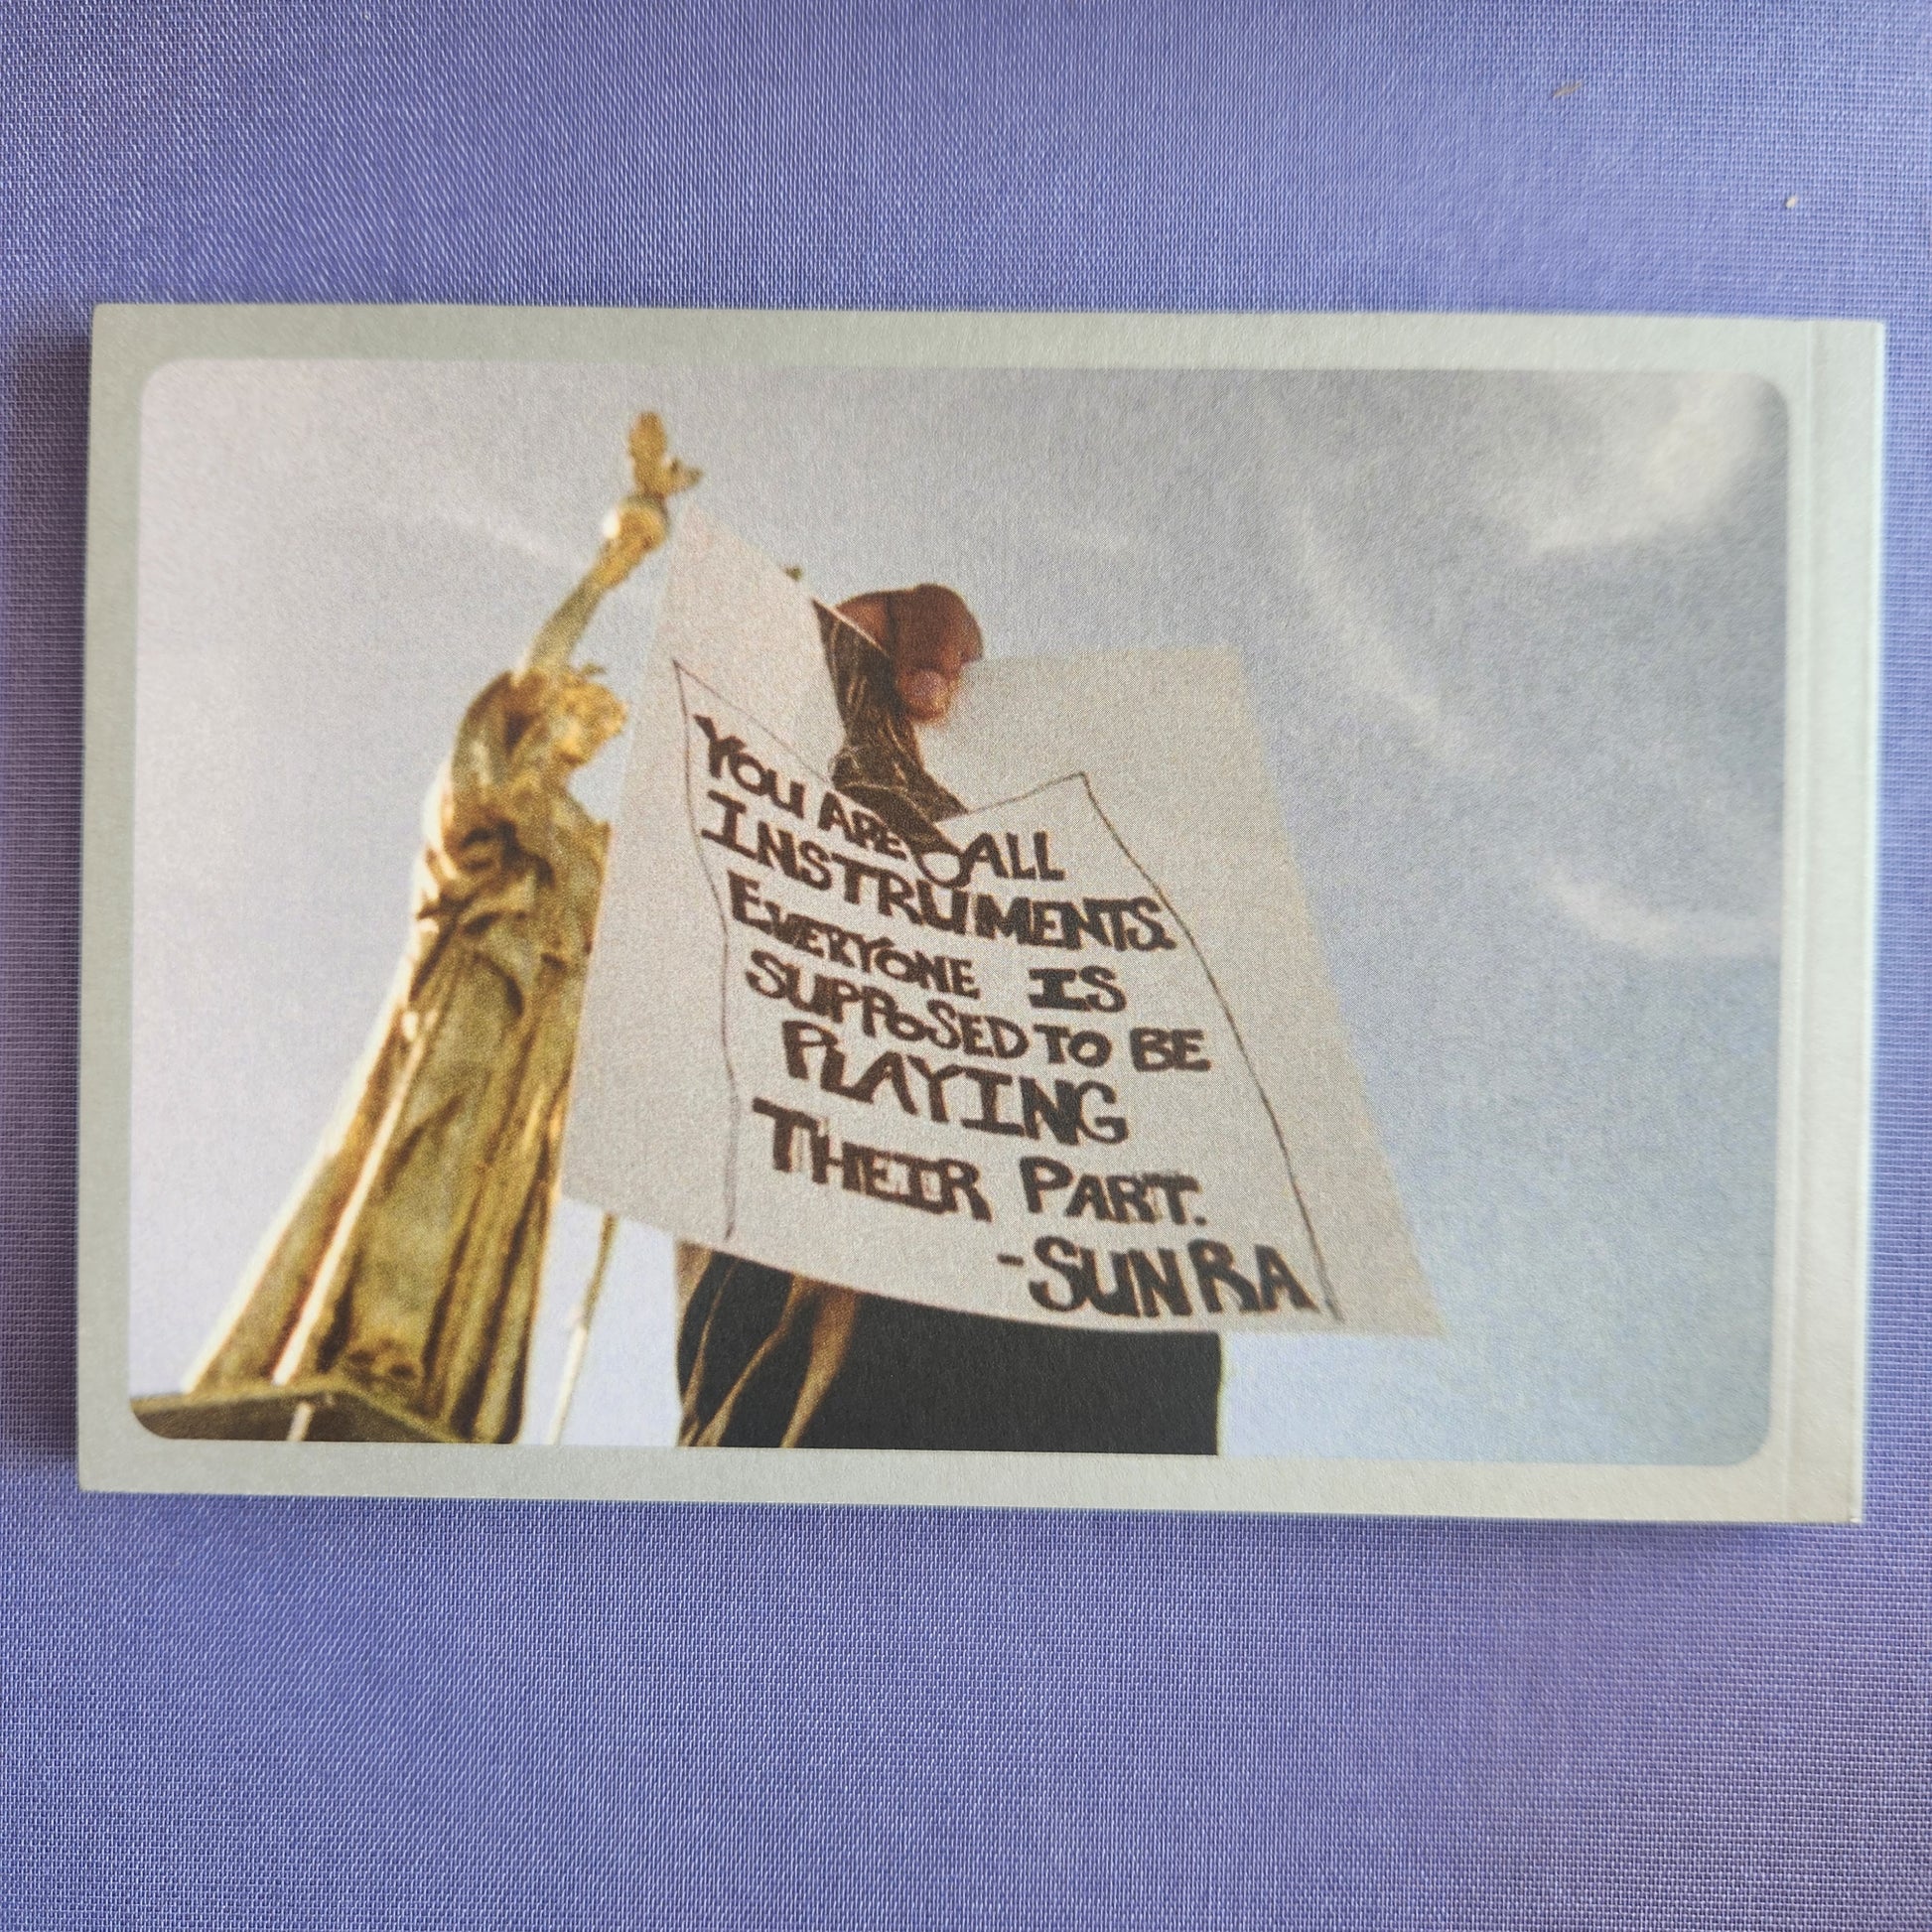 YOU ARE ALL
INSTRUMENTS.
EVERYONE IS
SUPPOSED TO BE
PLAYING
THEIR PART.
-SUN RA